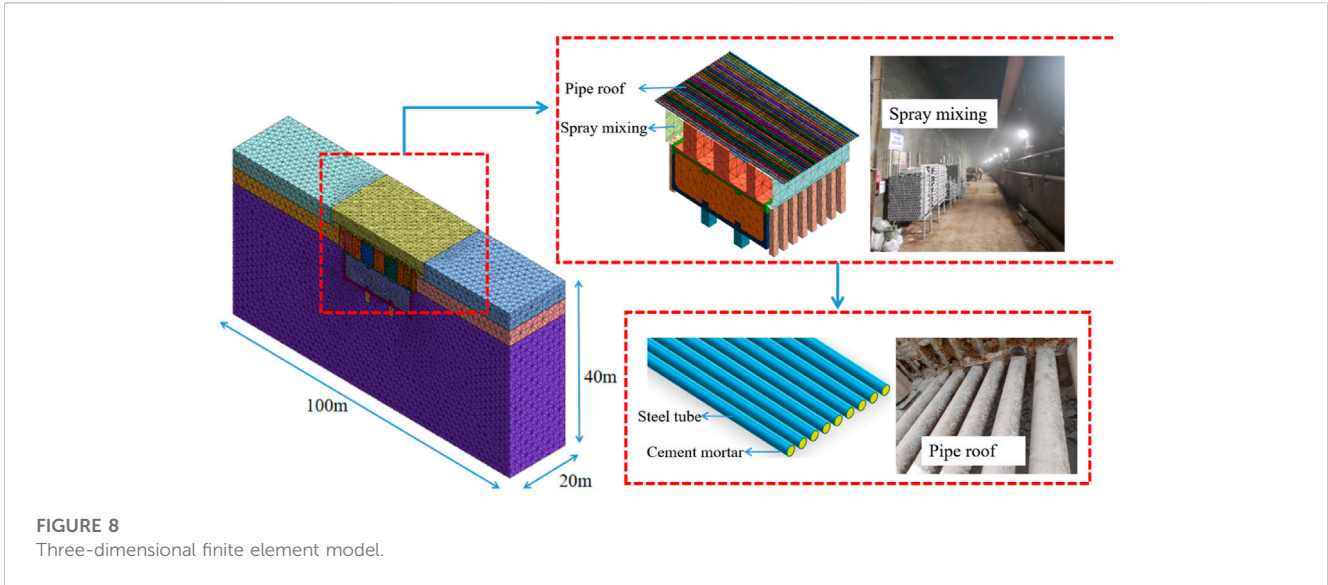 Pipe roof
Spray mixing
Spray mixing
100m
40m
20m
Steel tube
Cement mortar
Pipe roof
FIGURE 8
Three-dimensional finite element model.